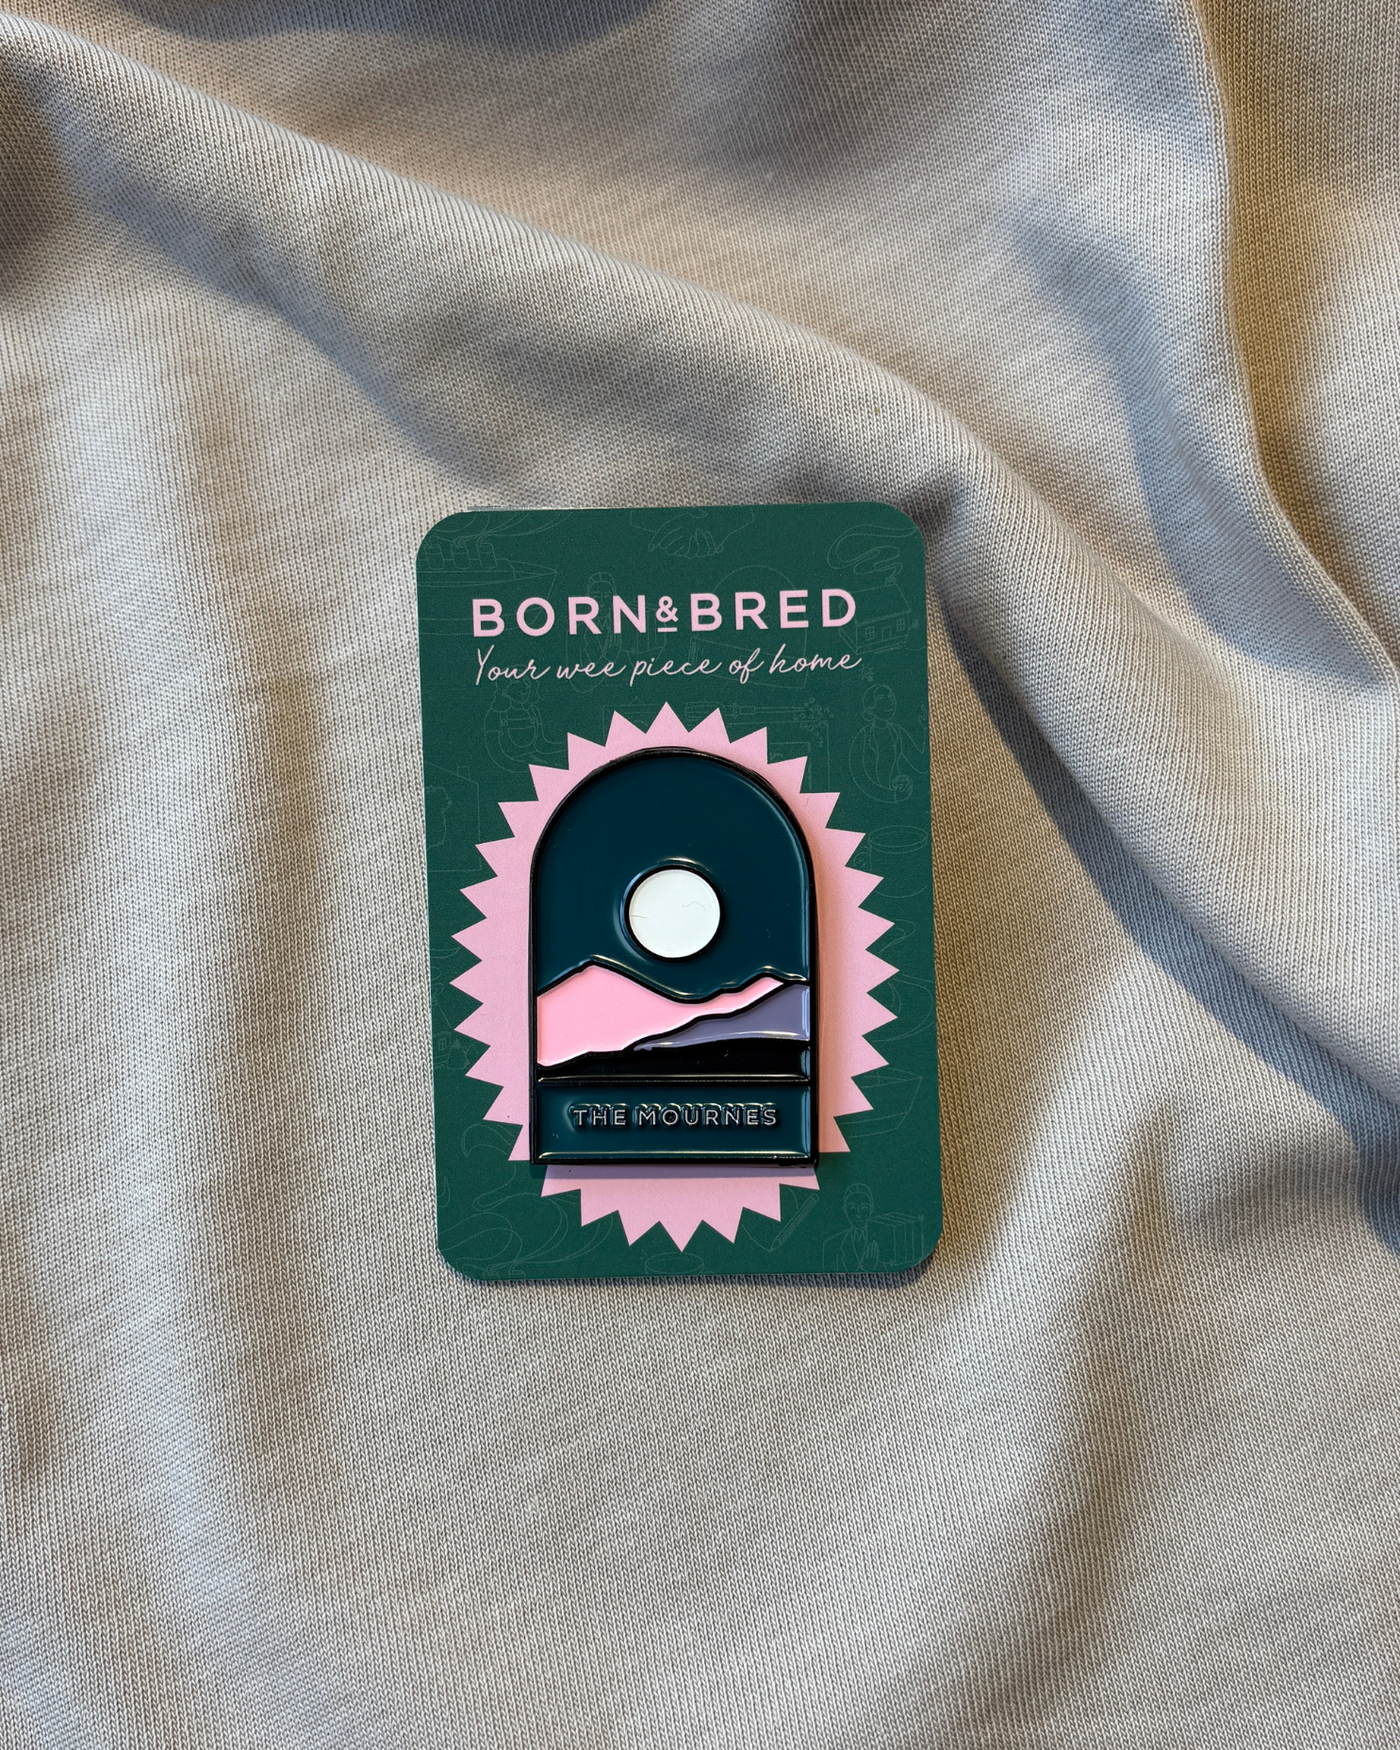 BORN&BRED
Your wee piece of home
THE MOURNES